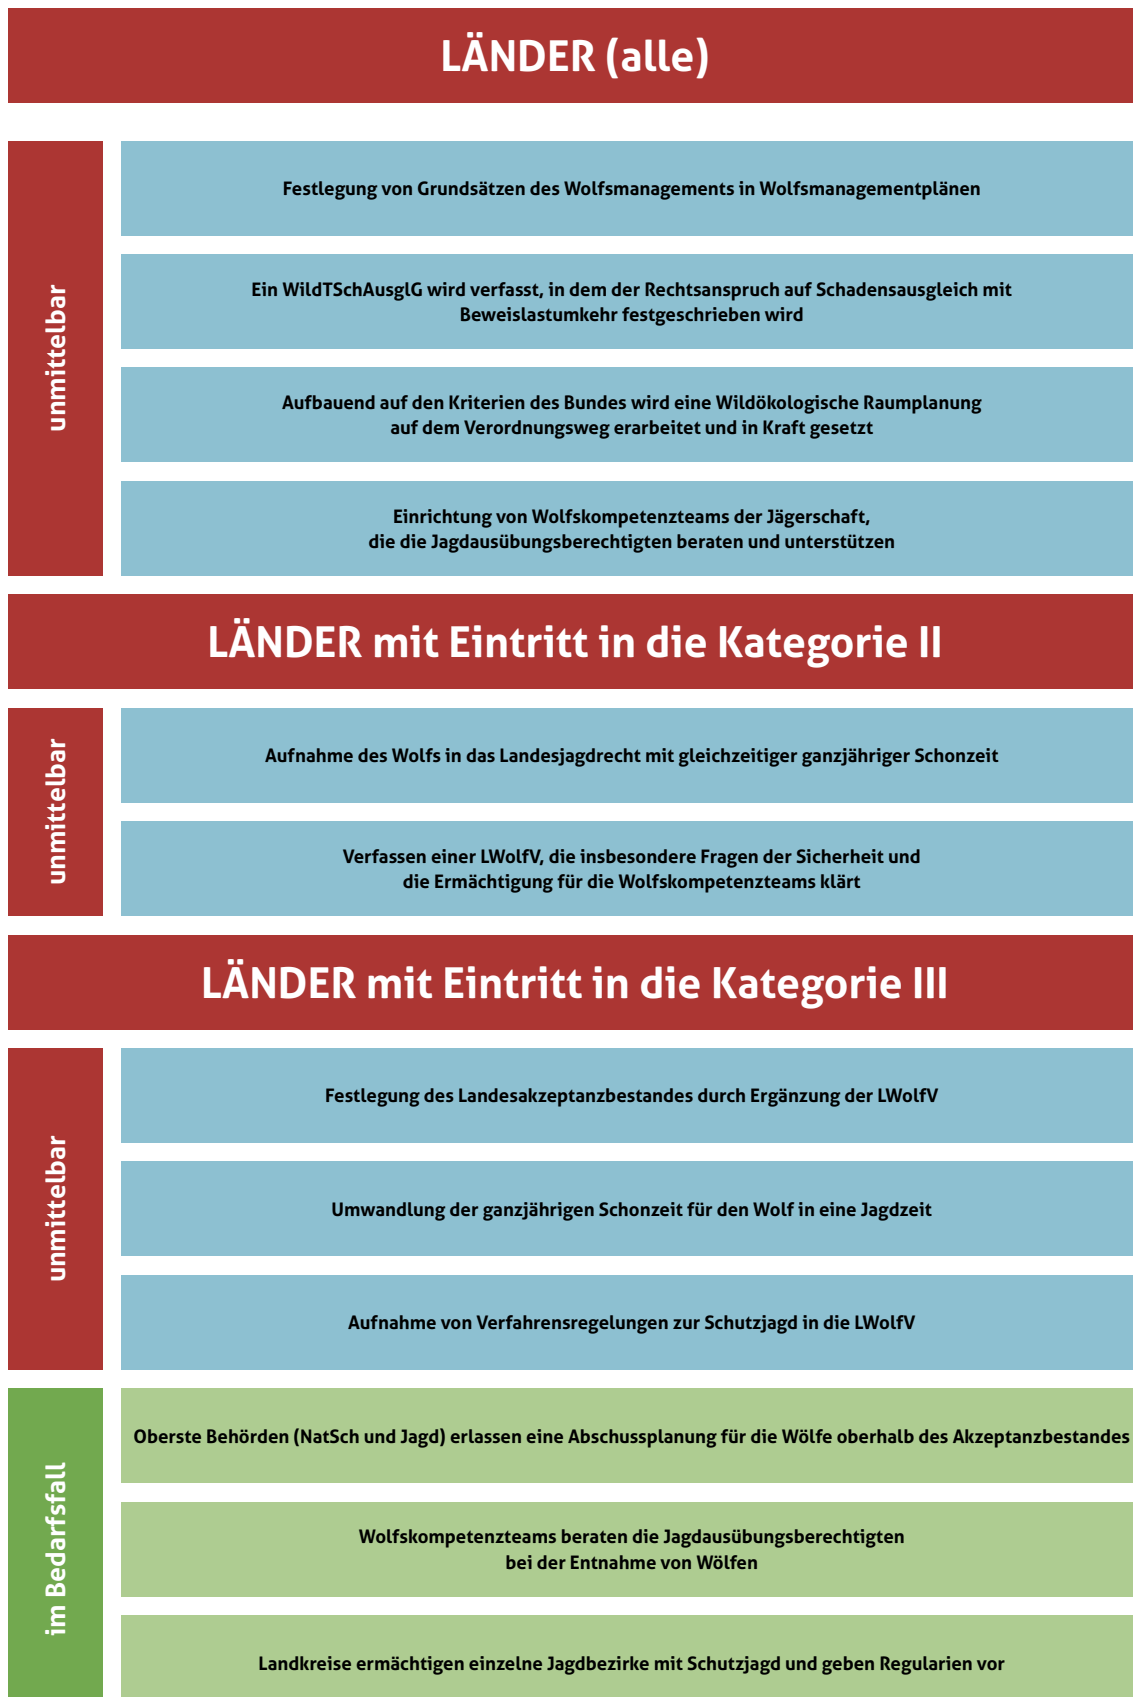 LÄNDER (alle)
unmittelbar
Festlegung von Grundsätzen des Wolfsmanagements in Wolfsmanagementplänen
Ein WildTSchAusglG wird verfasst, in dem der Rechtsanspruch auf Schadensausgleich mit
Beweislastumkehr festgeschrieben wird
Aufbauend auf den Kriterien des Bundes wird eine Wildökologische Raumplanung
auf dem Verordnungsweg erarbeitet und in Kraft gesetzt
Einrichtung von Wolfskompetenzteams der Jägerschaft,
die die Jagdausübungsberechtigten beraten und unterstützen
LÄNDER mit Eintritt in die Kategorie II
unmittelbar
Aufnahme des Wolfs in das Landesjagdrecht mit gleichzeitiger ganzjähriger Schonzeit
Verfassen einer LWolfV, die insbesondere Fragen der Sicherheit und
die Ermächtigung für die Wolfskompetenzteams klärt
LÄNDER mit Eintritt in die Kategorie III
unmittelbar
Festlegung des Landesakzeptanzbestandes durch Ergänzung der LWolfV
Umwandlung der ganzjährigen Schonzeit für den Wolf in eine Jagdzeit
Aufnahme von Verfahrensregelungen zur Schutzjagd in die LWolfV
im Bedarfsfall
Oberste Behörden (NatSch und Jagd) erlassen eine Abschussplanung für die Wölfe oberhalb des Akzeptanzbestandes
Wolfskompetenzteams beraten die Jagdausübungsberechtigten
bei der Entnahme von Wölfen
Landkreise ermächtigen einzelne Jagdbezirke mit Schutzjagd und geben Regularien vor